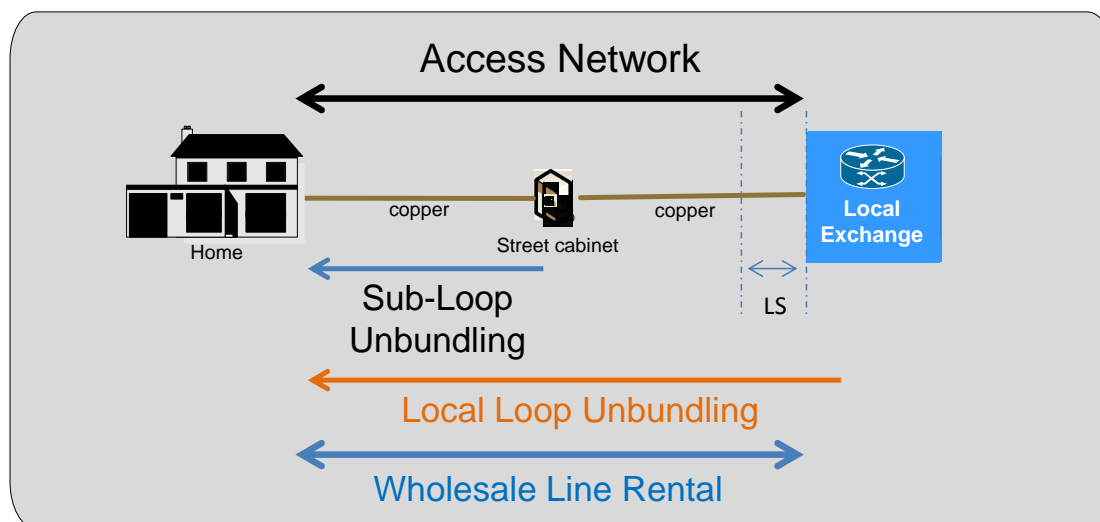 Access Network
copper
copper
Local
Exchange
Home
Street cabinet
LS
Sub-Loop
Unbundling
Local Loop Unbundling
Wholesale Line Rental